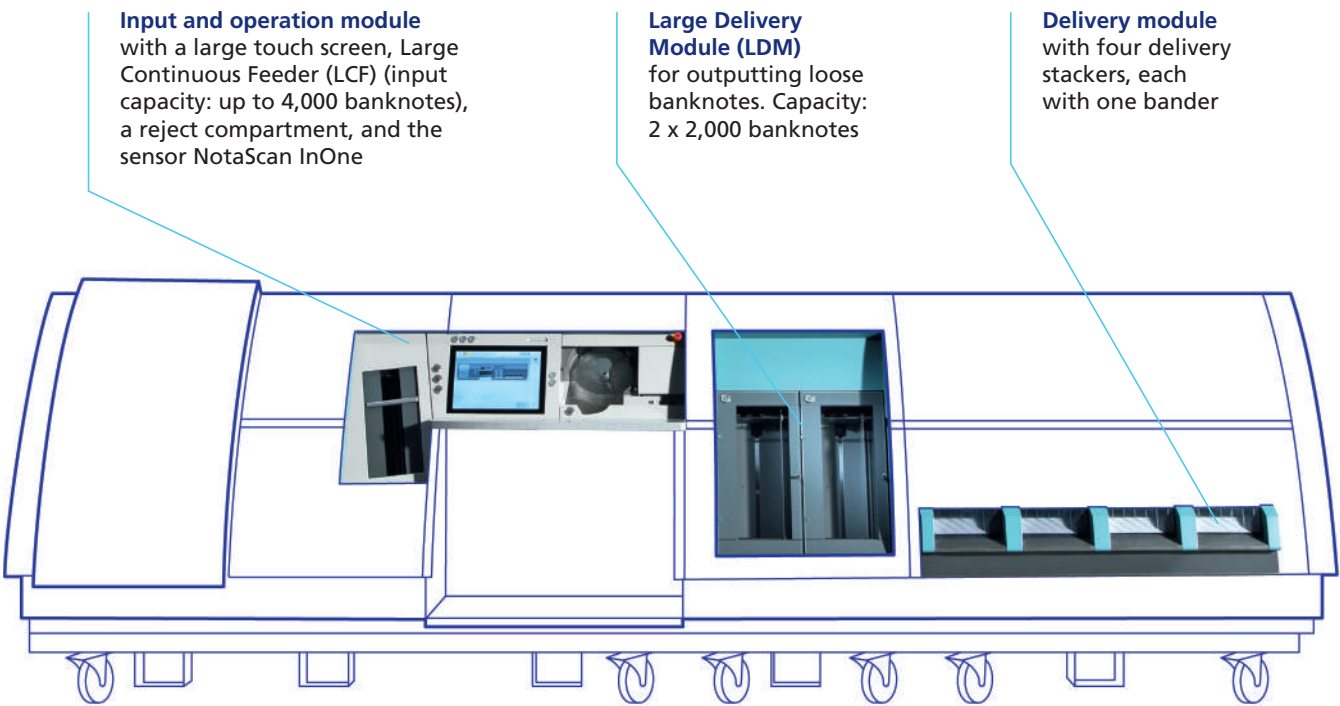 Input and operation module
with a large touch screen, Large
Continuous Feeder (LCF) (input
capacity: up to 4,000 banknotes),
a reject compartment, and the
sensor NotaScan InOne
Large Delivery
Module (LDM)
for outputting loose
banknotes. Capacity:
2 x 2,000 banknotes
Delivery module
with four delivery
stackers, each
with one bander